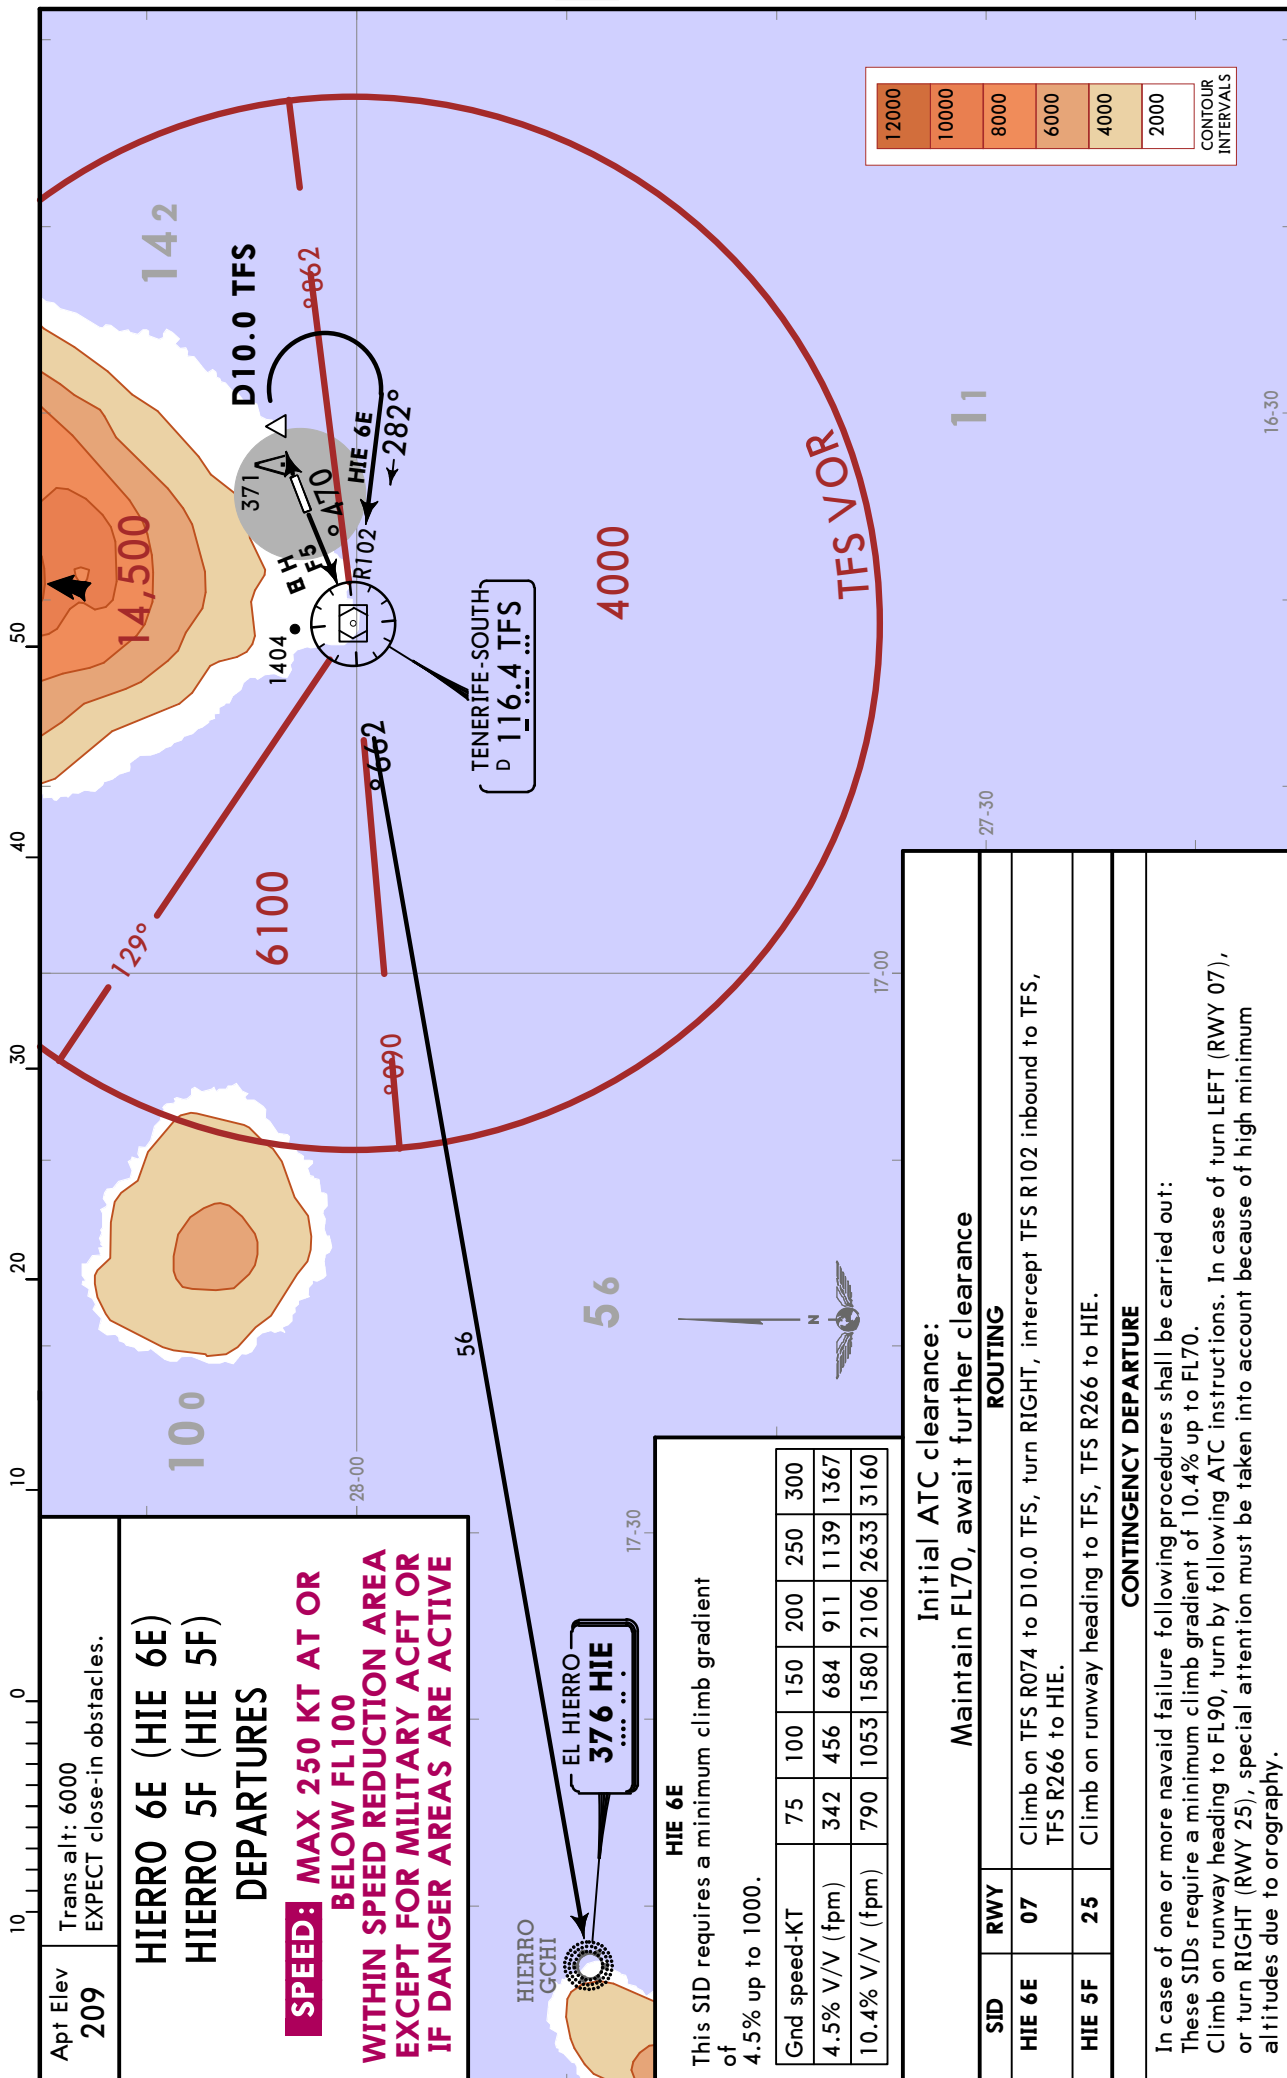 Apt Elev
209
Trans alt: 6000
EXPECT close-in obstacles.
HIERRO 6E (HIE 6E)
HIERRO 5F (HIE 5F)
DEPARTURES
SPEED: MAX 250 KT AT OR
BELOW FL100
WITHIN SPEED REDUCTION AREA
EXCEPT FOR MILITARY ACFT OR
IF DANGER AREAS ARE ACTIVE
10
0
10
20
30
40
50
10 0
14 2
5 6
1 1
14,500
6100
4000
129°
090°
290°
TFS VOR
1404
371
470
D10.0 TFS
HIE 6E
282°
R102
266°
56
28-00
17-30
17-00
27-30
16-30
TENERIFE-SOUTH
D 116.4 TFS
EL HIERRO
376 HIE
HIERRO
GCHI
N
12000
10000
8000
6000
4000
2000
CONTOUR
INTERVALS
HIE 6E
This SID requires a minimum climb gradient
of
4.5% up to 1000.
Gnd speed-KT 75 100 150 200 250 300
4.5% V/V (fpm) 342 456 684 911 1139 1367
10.4% V/V (fpm) 790 1053 1580 2106 2633 3160
Initial ATC clearance:
Maintain FL70, await further clearance
SID RWY ROUTING
HIE 6E 07 Climb on TFS R074 to D10.0 TFS, turn RIGHT, intercept TFS R102 inbound to TFS,
TFS R266 to HIE.
HIE 5F 25 Climb on runway heading to TFS, TFS R266 to HIE.
CONTINGENCY DEPARTURE
In case of one or more navaid failure following procedures shall be carried out:
These SIDs require a minimum climb gradient of 10.4% up to FL70.
Climb on runway heading to FL90, turn by following ATC instructions. In case of turn LEFT (RWY 07),
or turn RIGHT (RWY 25), special attention must be taken into account because of high minimum
altitudes due to orography.